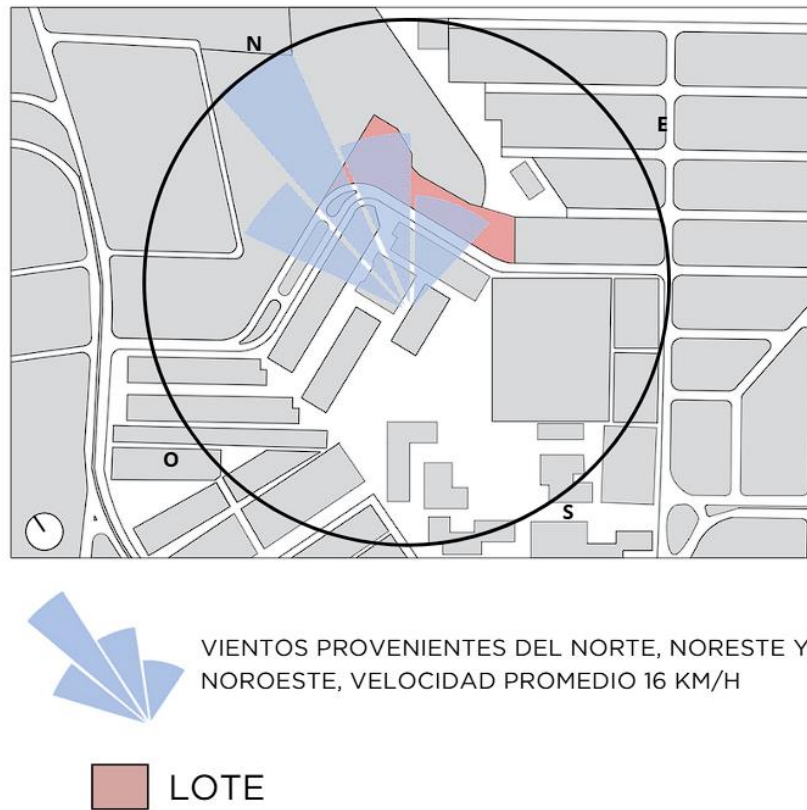 N
E
O
S
VIENTOS PROVENIENTES DEL NORTE, NORESTE Y
NOROESTE, VELOCIDAD PROMEDIO 16 KM/H
LOTE